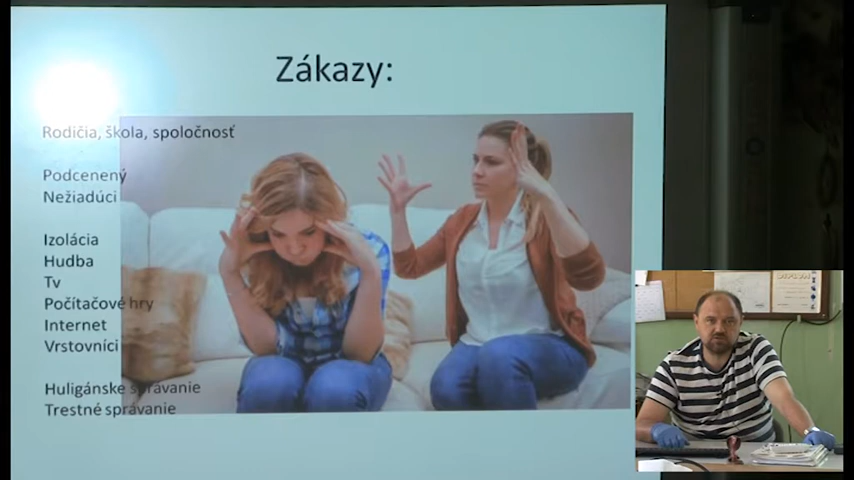 Zákazy:
Rodičia, škola, spoločnosť
Podcenený
Nežiadúci
Izolácia
Hudba
Tv
Počítačové hry
Internet
Vrstovníci
Huligánske správanie
Trestné správanie